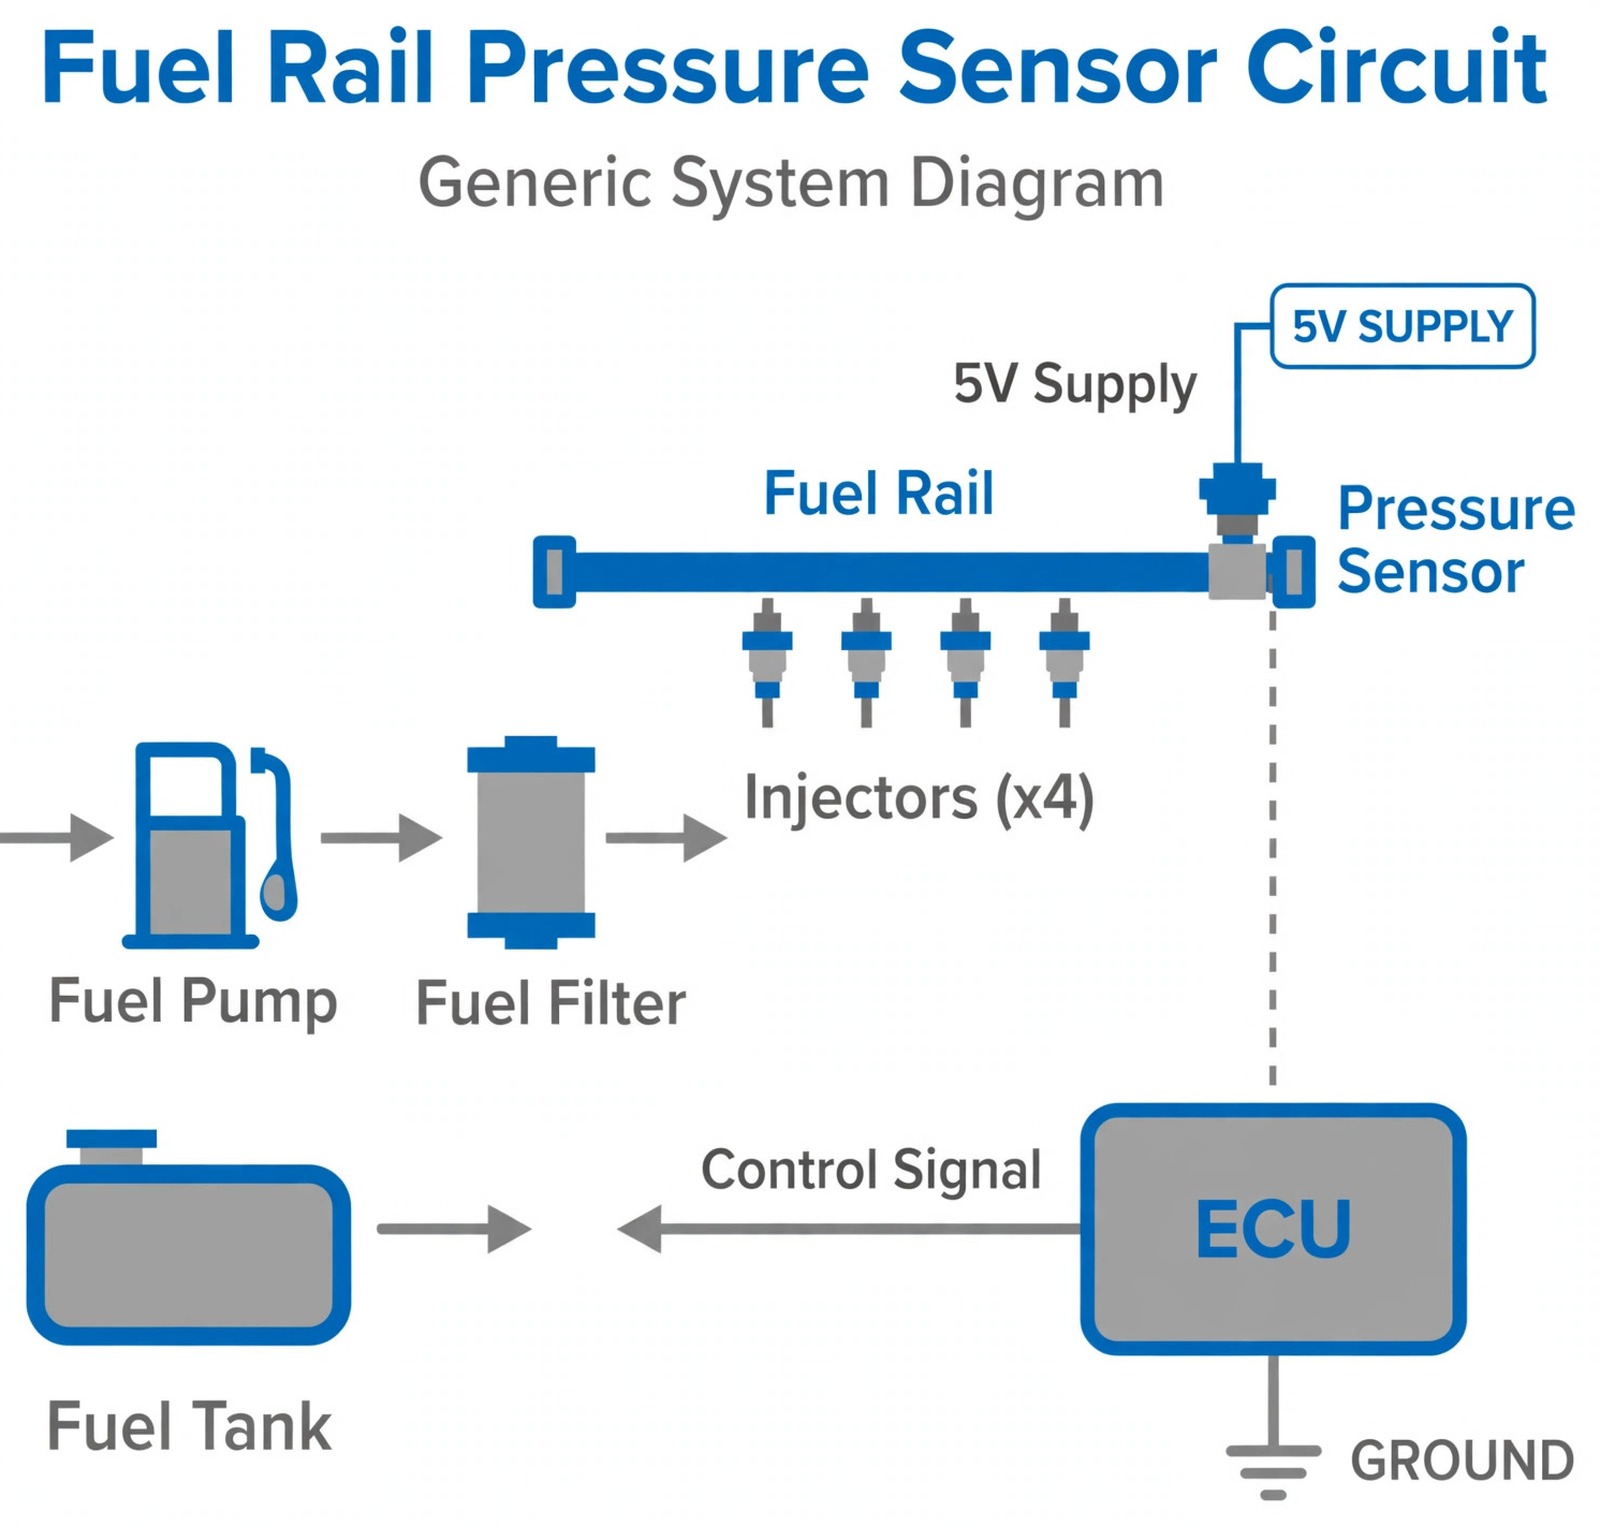 Fuel Rail Pressure Sensor Circuit
Generic System Diagram
5V SUPPLY
5V Supply
Fuel Rail
Pressure
Sensor
Injectors (x4)
Fuel Pump
Fuel Filter
Control Signal
ECU
Fuel Tank
GROUND